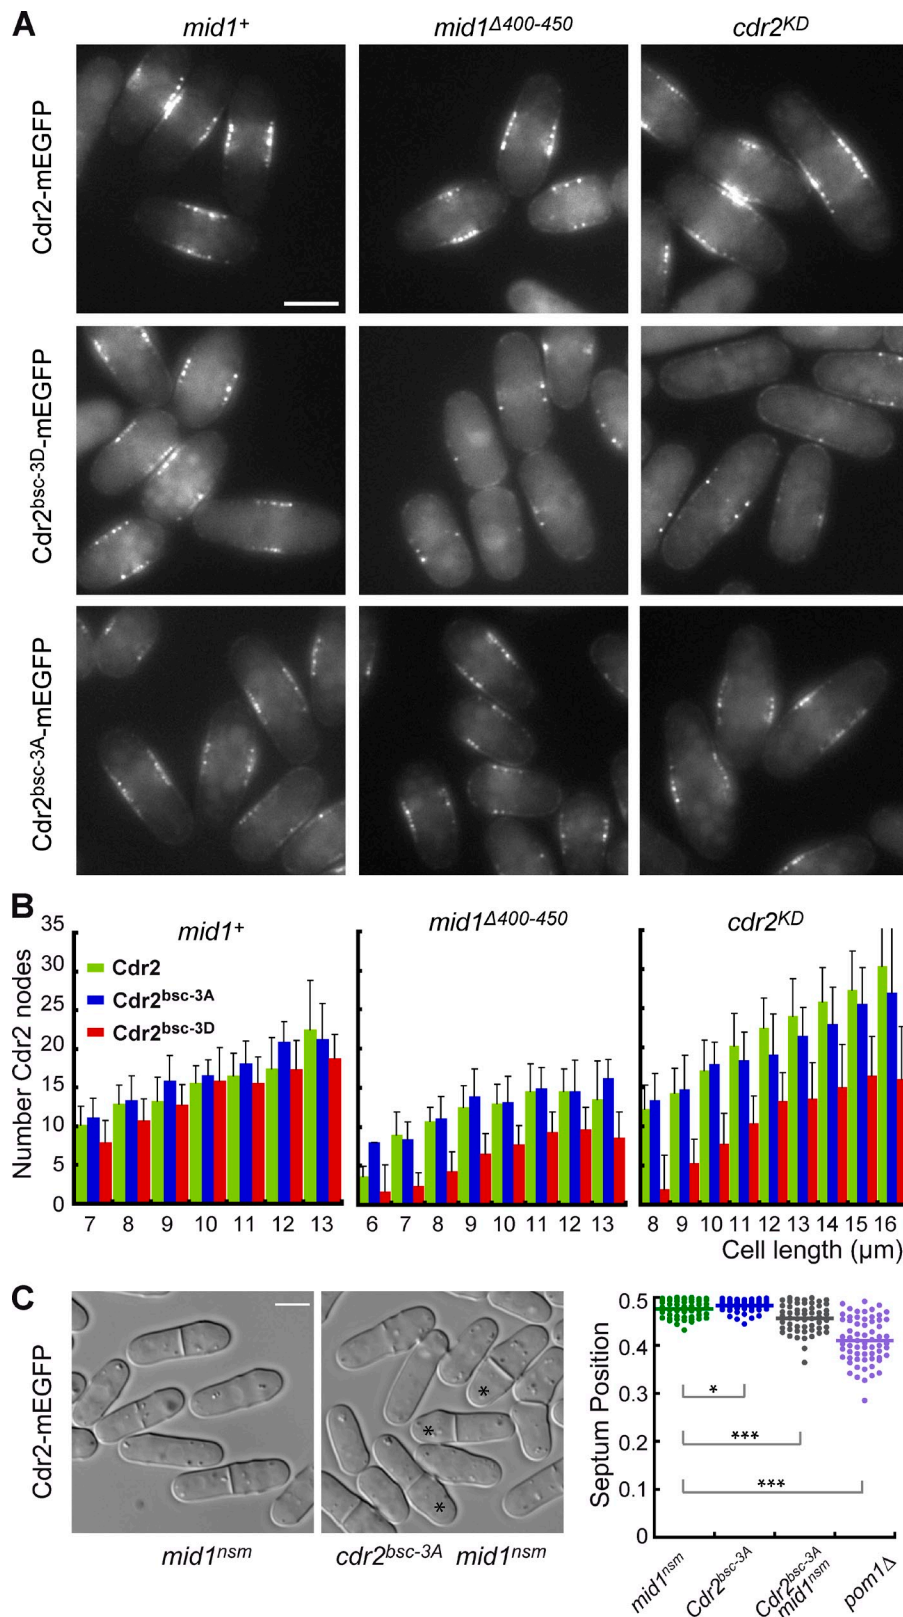 A
mid1+ mid1Δ400-450 cdr2KD
Cdr2-mEGFP
Cdr2bsc-3D-mEGFP
Cdr2bsc-3A-mEGFP
B
mid1+ mid1Δ400-450 cdr2KD
Number Cdr2 nodes
35
30
25
20
15
10
5
0
Cdr2
Cdr2bsc-3A
Cdr2bsc-3D
7 8 9 10 11 12 13 6 7 8 9 10 11 12 13 8 9 10 11 12 13 14 15 16
Cell length (μm)
C
Cdr2-mEGFP
*
*
*
mid1nsm cdr2bsc-3A mid1nsm
Septum Position
0.5
0.4
0.3
0.2
0.1
0
*
***
***
mid1nsm
Cdr2bsc-3A
Cdr2bsc-3A
mid1nsm
pom1Δ